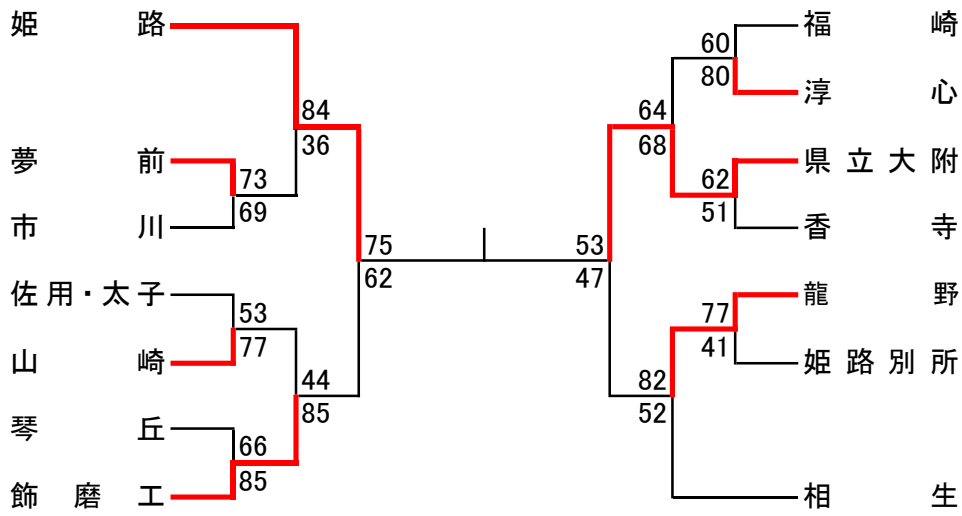 姫路
夢前
市川
佐用・太子
山崎
琴丘
飾磨工
84
36
73
69
53
77
44
85
66
85
75
62
53
47
64
68
60
80
62
51
77
41
82
52
福崎
淳心
県立大附
香寺
龍野
姫路別所
相生